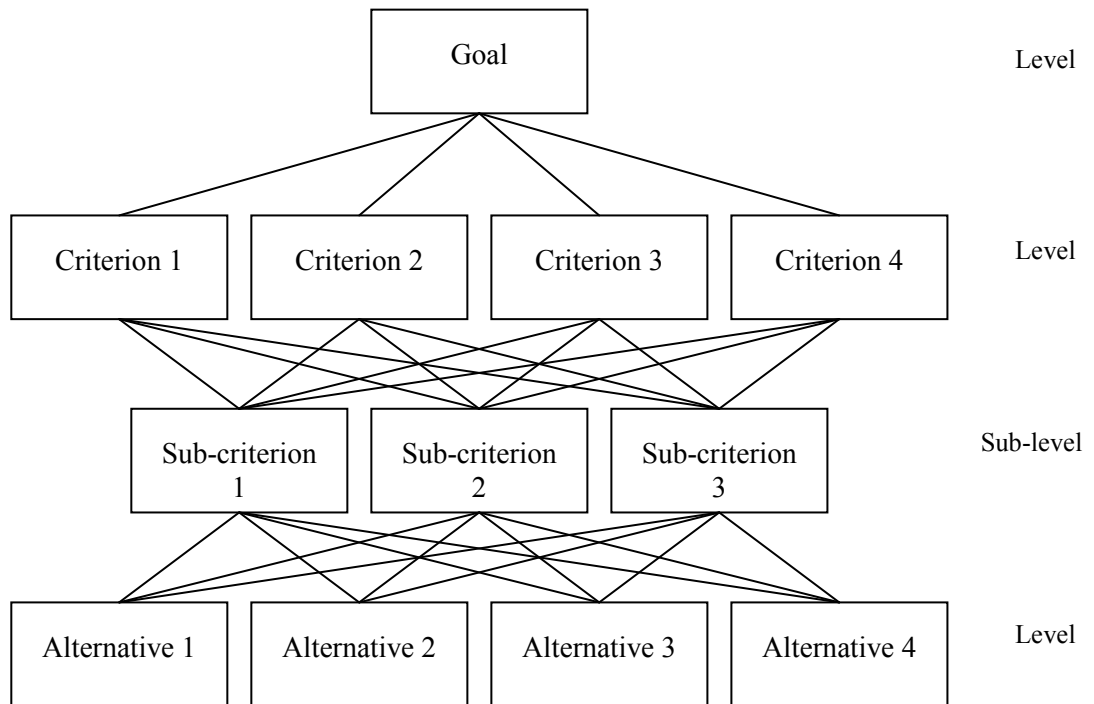 Goal
Level
Criterion 1
Criterion 2
Criterion 3
Criterion 4
Level
Sub-criterion
1
Sub-criterion
2
Sub-criterion
3
Sub-level
Alternative 1
Alternative 2
Alternative 3
Alternative 4
Level